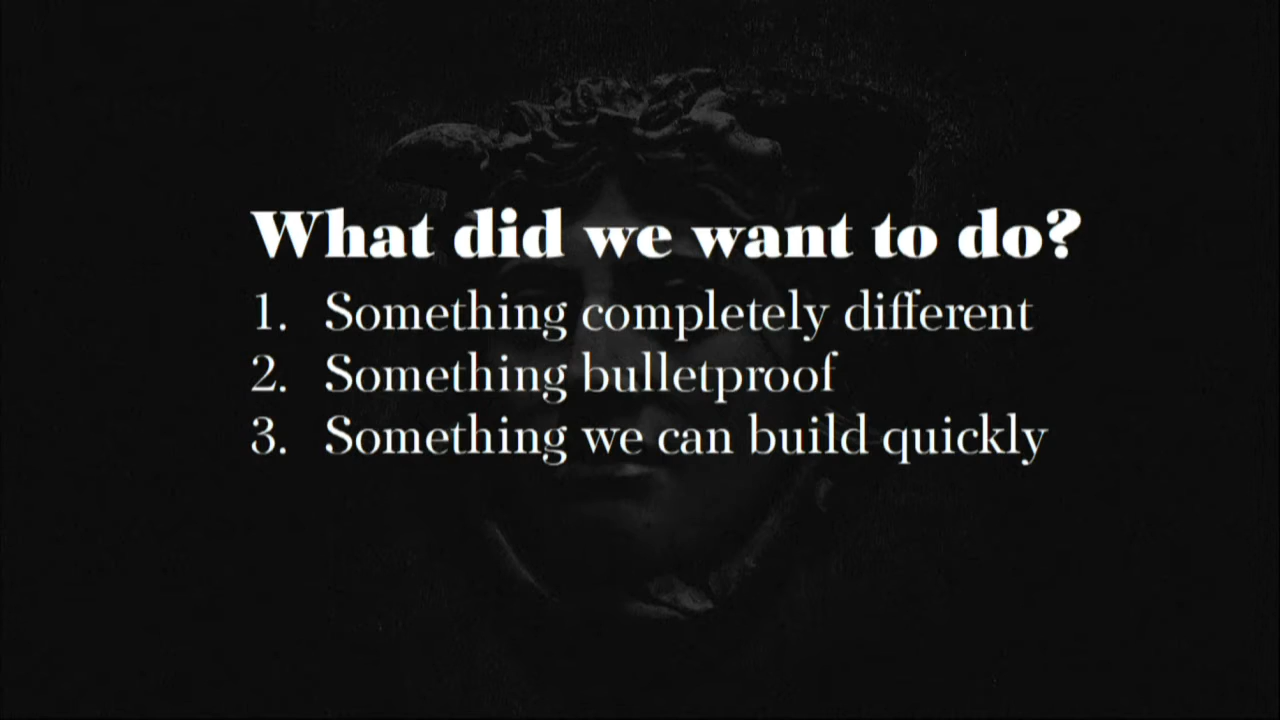 What did we want to do?
1. Something completely different
2. Something bulletproof
3. Something we can build quickly